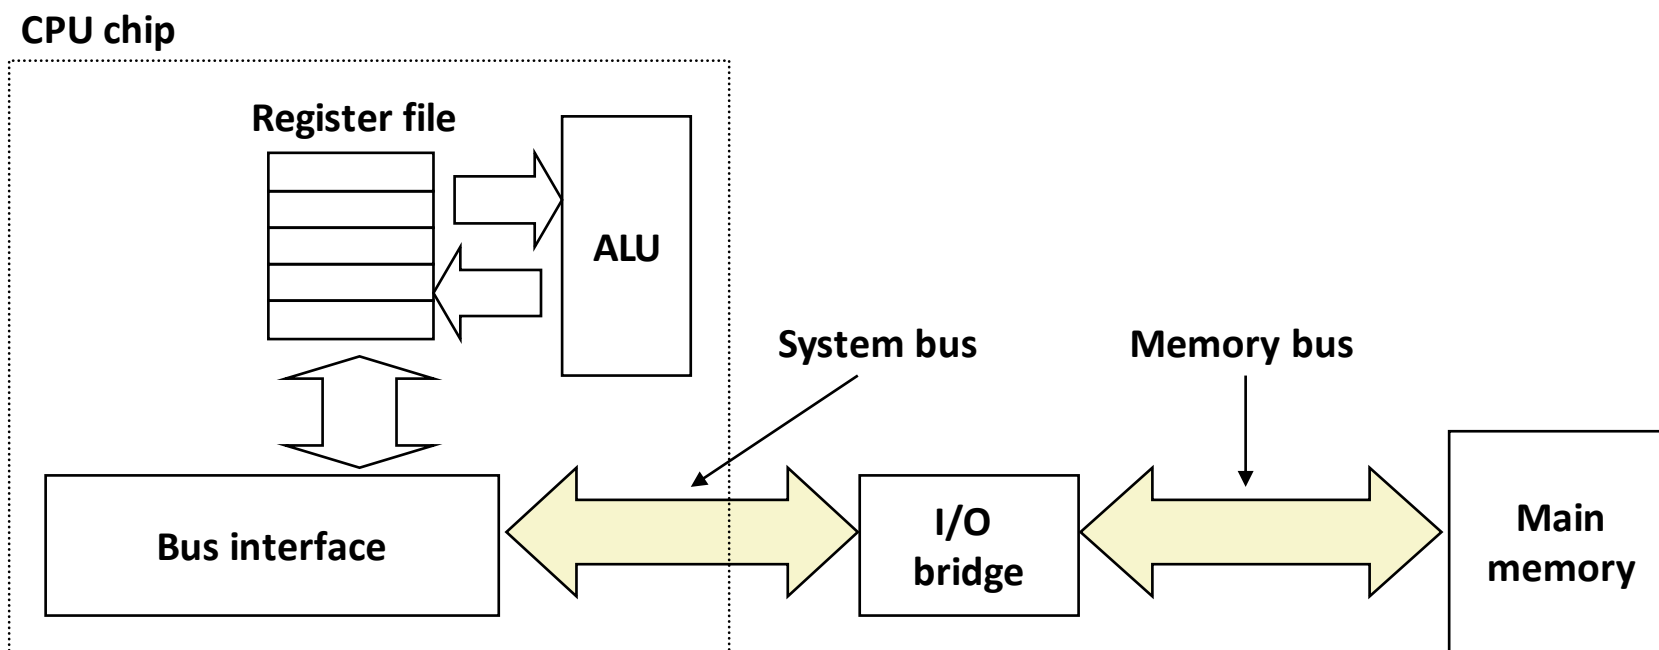 CPU chip
Register file
ALU
System bus
Memory bus
Bus interface
I/O
bridge
Main
memory